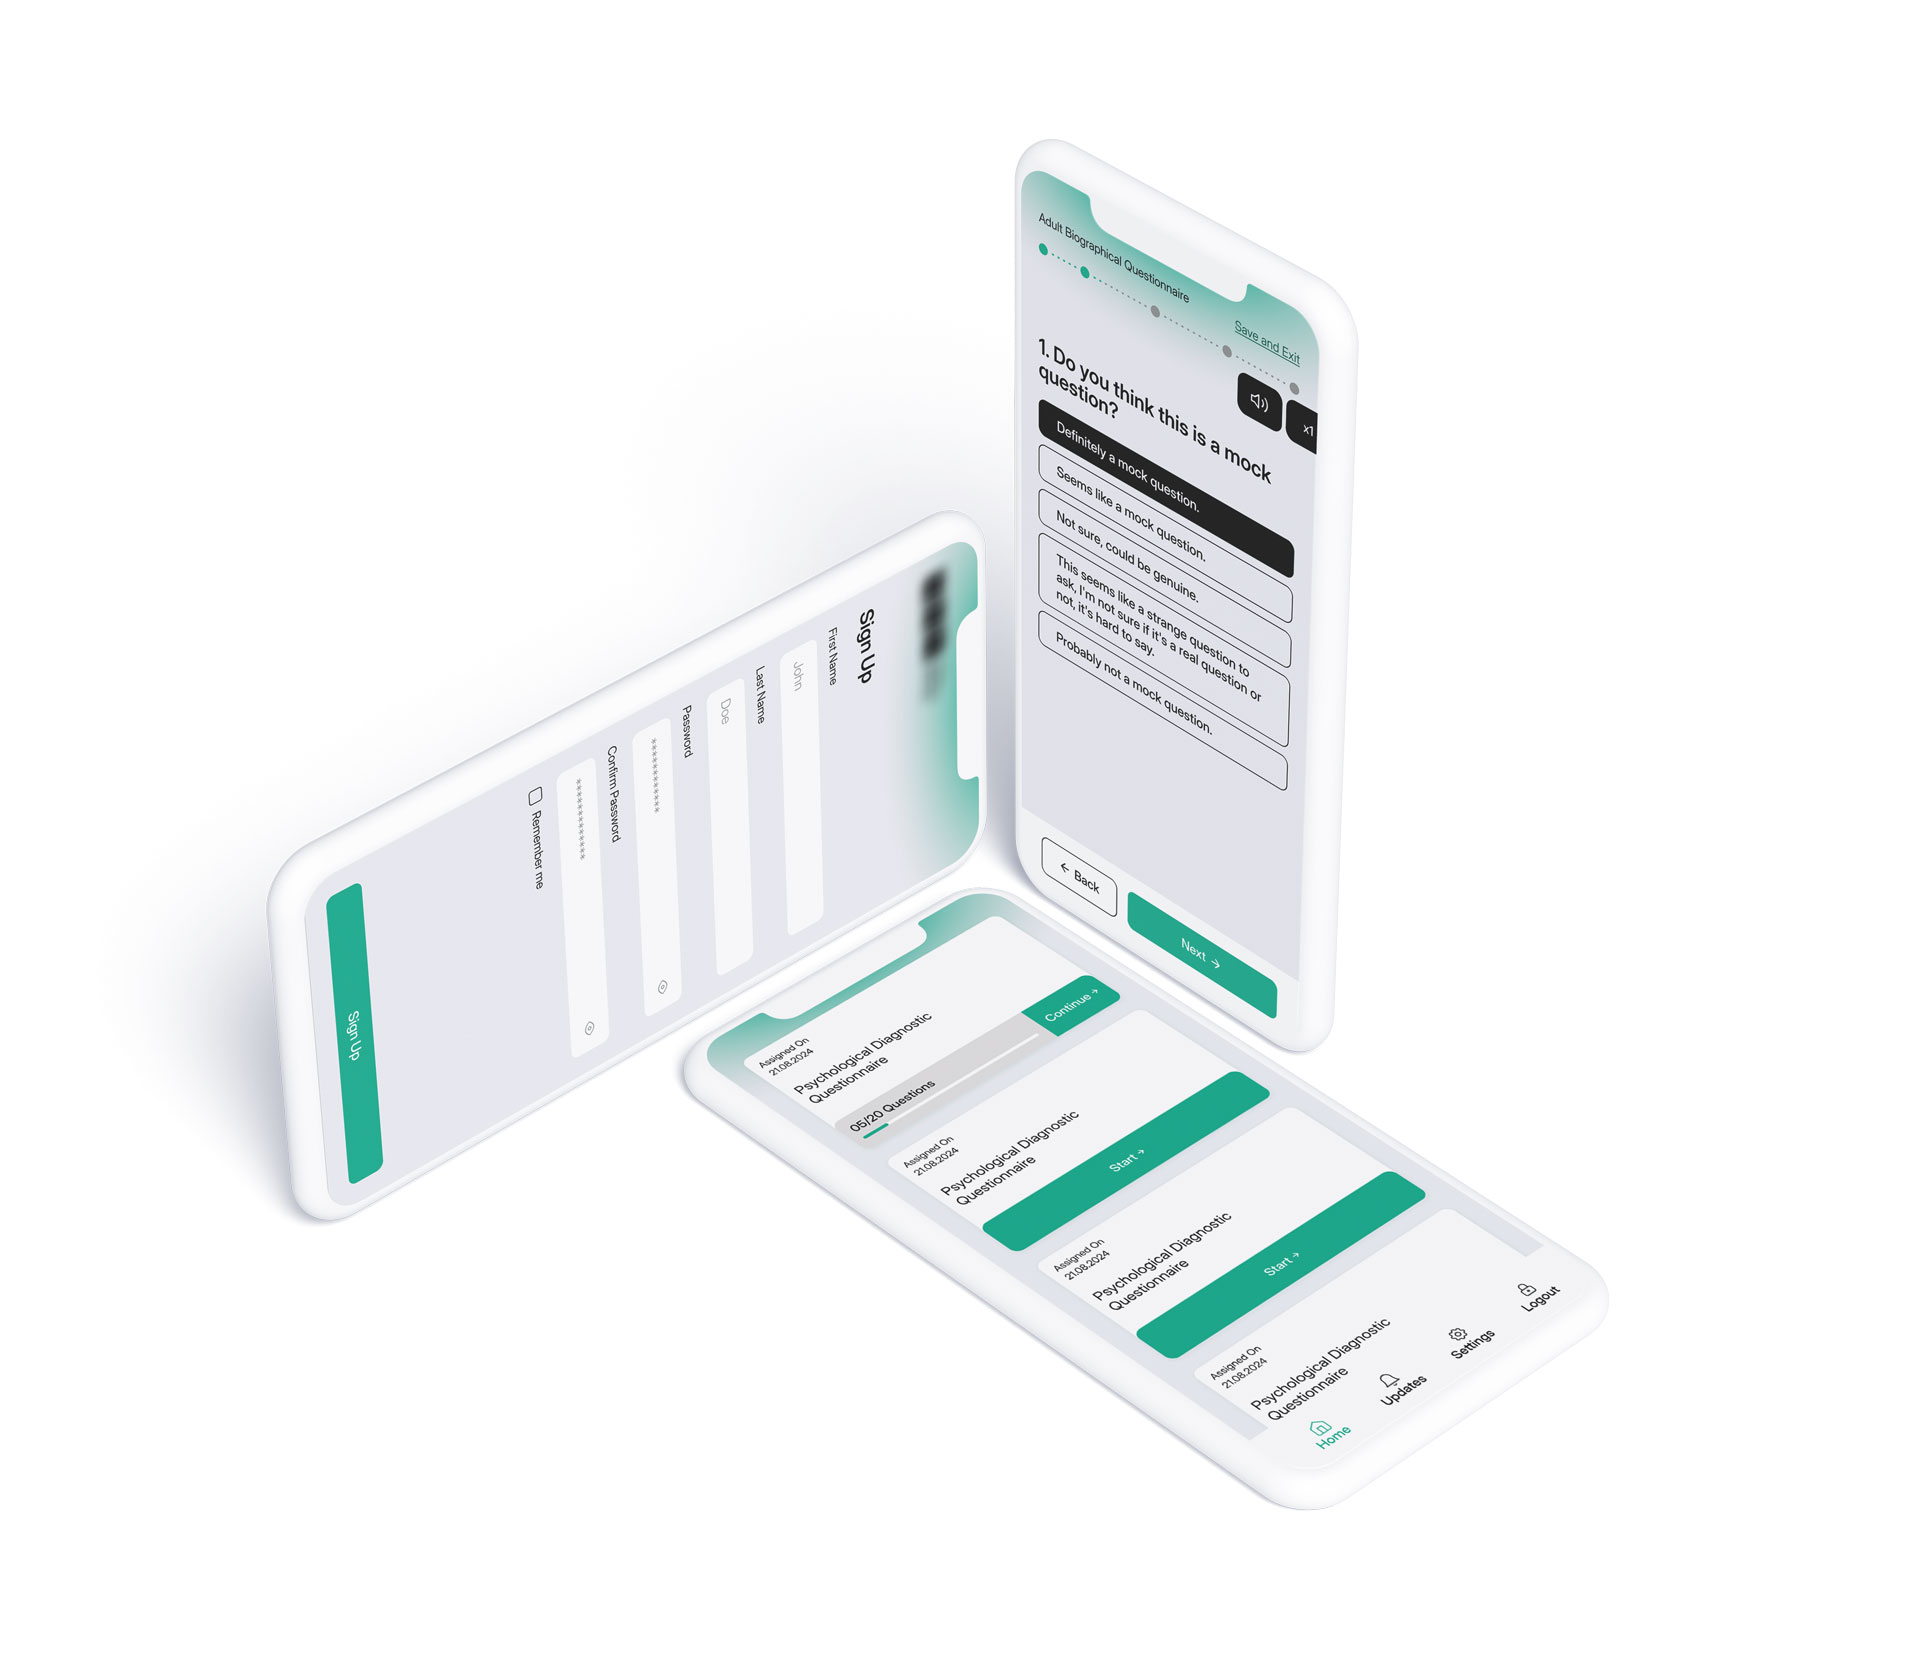 Adult Biographical Questionnaire
Save and Exit
x1
1. Do you think this is a mock
question?
Definitely a mock question.
Seems like a mock question.
Not sure, could be genuine.
This seems like a strange question to
ask, I'm not sure if it's a real question or
not, it's hard to say.
Probably not a mock question.
← Back
Next →
Sign Up
First Name
John
Last Name
Doe
Password
************
Confirm Password
*************
Remember me
Sign Up
Assigned On
21.08.2024
Psychological Diagnostic
Questionnaire
05/20 Questions
Continue →
Assigned On
21.08.2024
Psychological Diagnostic
Questionnaire
Start →
Assigned On
21.08.2024
Psychological Diagnostic
Questionnaire
Start →
Assigned On
21.08.2024
Psychological Diagnostic
Questionnaire
Home
Updates
Settings
Logout